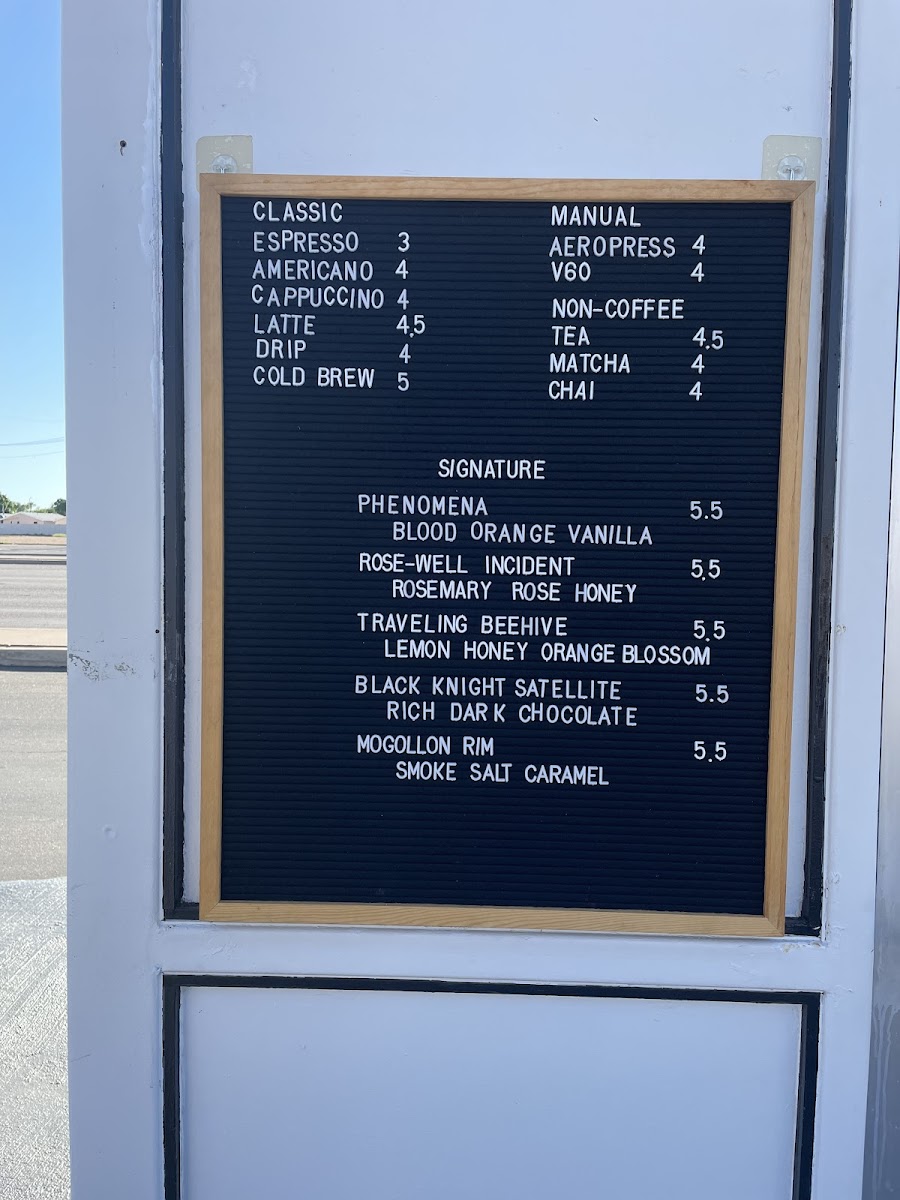 CLASSIC
ESPRESSO 3
AMERICANO 4
CAPPUCCINO 4
LATTE 4.5
DRIP 4
COLD BREW 5
MANUAL
AEROPRESS 4
V60 4
NON-COFFEE
TEA 4.5
MATCHA 4
CHAI 4
SIGNATURE
PHENOMENA 5.5
BLOOD ORANGE VANILLA
ROSE-WELL INCIDENT 5.5
ROSEMARY ROSE HONEY
TRAVELING BEEHIVE 5.5
LEMON HONEY ORANGE BLOSSOM
BLACK KNIGHT SATELLITE 5.5
RICH DARK CHOCOLATE
MOGOLLON RIM 5.5
SMOKE SALT CARAMEL